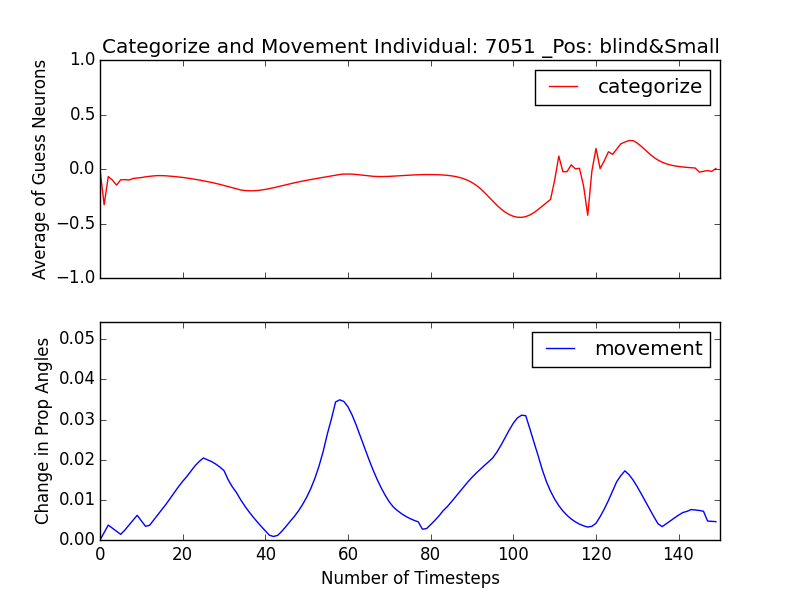 Categorize and Movement Individual: 7051 _Pos: blind&Small
1.0
0.5
0.0
−0.5
−1.0
Average of Guess Neurons
categorize
0.05
0.04
0.03
0.02
0.01
0.00
Change in Prop Angles
movement
0 20 40 60 80 100 120 140
Number of Timesteps